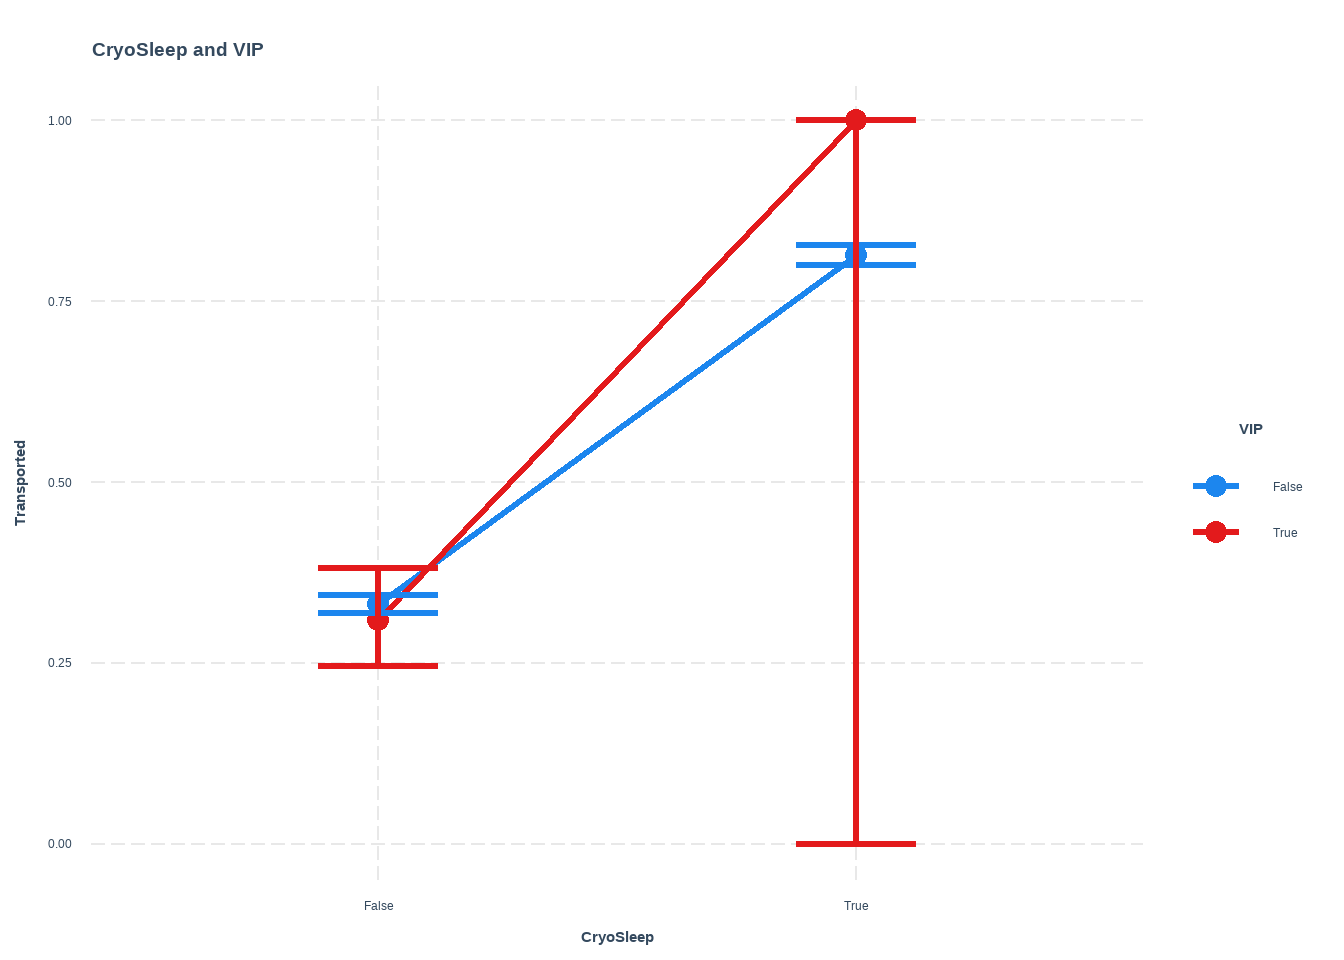 CryoSleep and VIP
1.00
0.75
0.50
0.25
0.00
Transported
False
True
CryoSleep
VIP
False
True